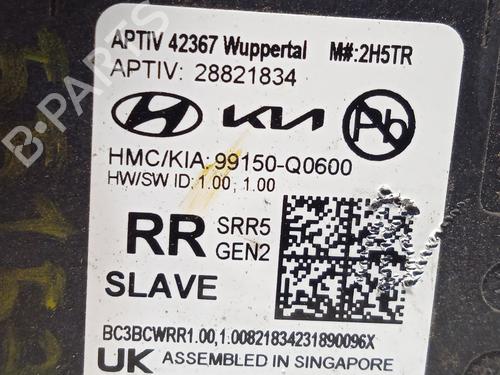 APTIV 42367 Wuppertal M#:2H5TR
APTIV: 28821834
KIA
HMC/KIA: 99150-Q0600
HW/SW ID: 1.00 ; 1.00
Pb
RR SRR5 GEN2
SLAVE
BC3BCWRR1.00,1.00821834231890096X
UK ASSEMBLED IN SINGAPORE
B-PARTS